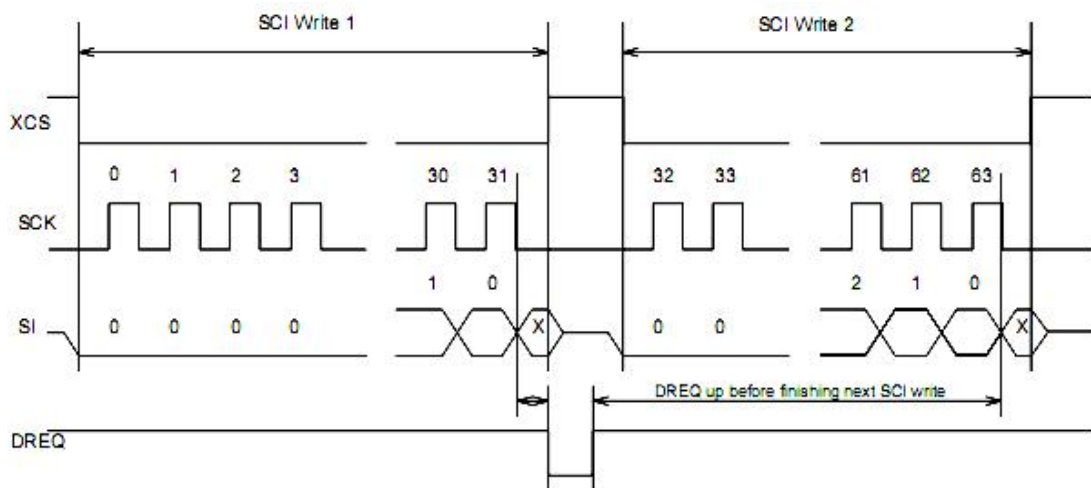 SCI Write 1 SCI Write 2
XCS
0 1 2 3 30 31 32 33 61 62 63
SCK
1 0 2 1 0
SI 0 0 0 0 X 0 0 X
DREQ up before finishing next SCI write
DREQ